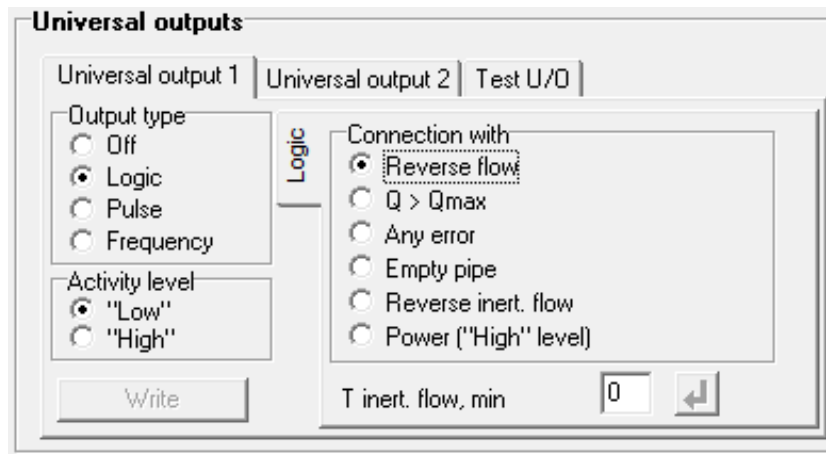 Universal outputs
Universal output 1
Universal output 2
Test U/O
Output type
Off
Logic
Pulse
Frequency
Activity level
"Low"
"High"
Write
Logic
Connection with
Reverse flow
Q > Qmax
Any error
Empty pipe
Reverse inert. flow
Power ("High" level)
T inert. flow, min
0